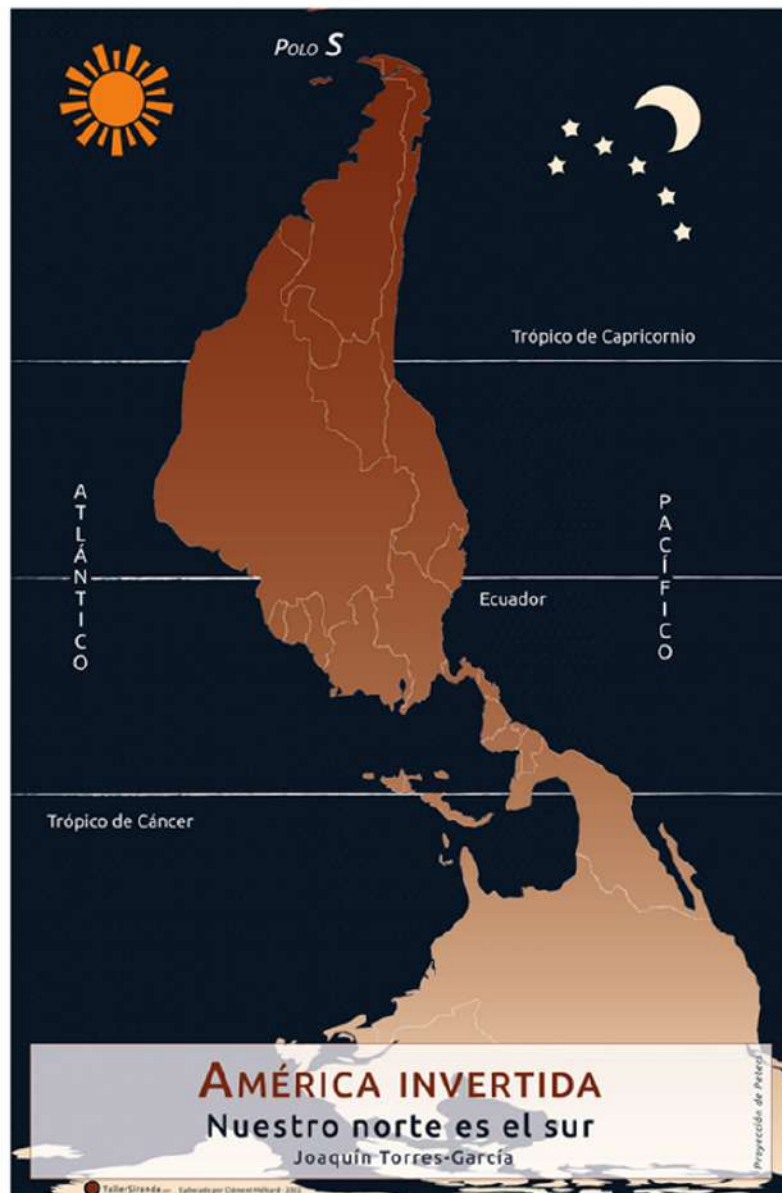 POLO S
Trópico de Capricornio
ATLÁNTICO
PACÍFICO
Ecuador
Trópico de Cáncer
AMÉRICA INVERTIDA
Nuestro norte es el sur
Joaquín Torres-García
Proyección de Peters
TallerSiranda